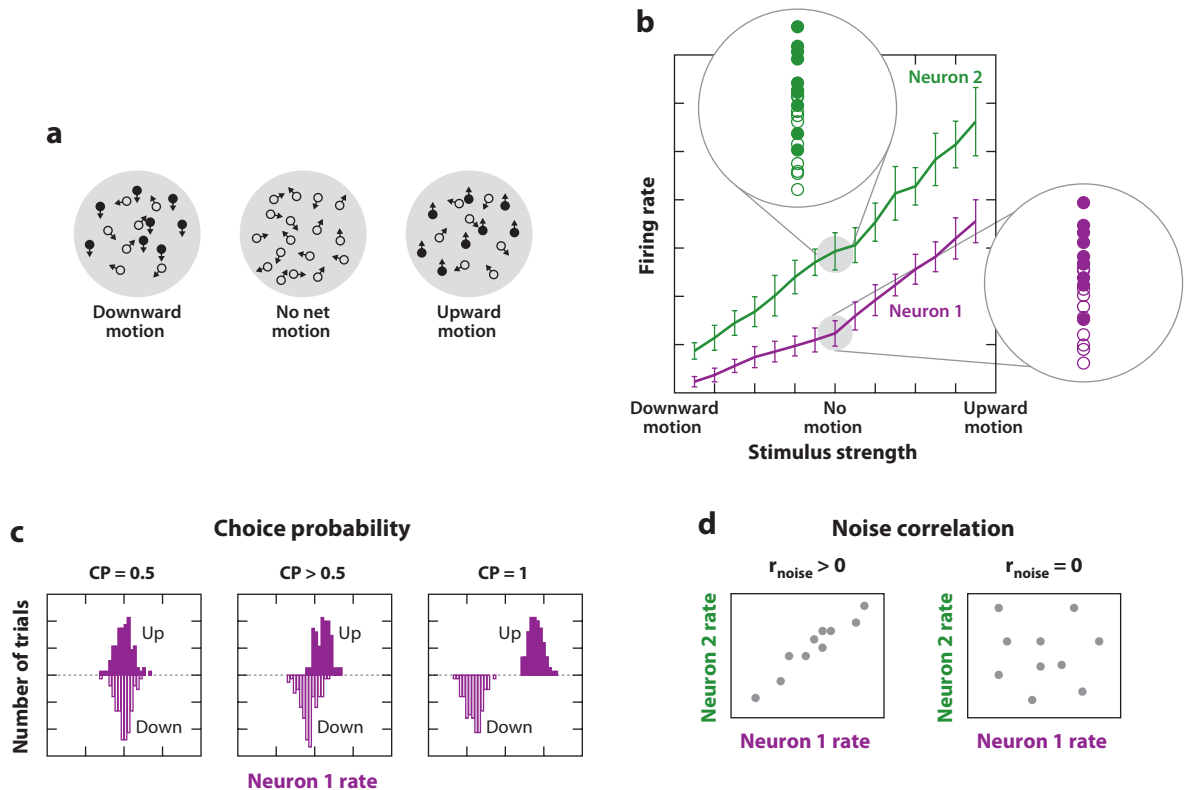 a
Downward
motion
No net
motion
Upward
motion
b
Neuron 2
Neuron 1
Firing rate
Downward
motion
No
motion
Upward
motion
Stimulus strength
c
Choice probability
CP = 0.5
CP > 0.5
CP = 1
Number of trials
Up
Down
Up
Down
Up
Down
Neuron 1 rate
d
Noise correlation
rnoise > 0
rnoise = 0
Neuron 2 rate
Neuron 2 rate
Neuron 1 rate
Neuron 1 rate